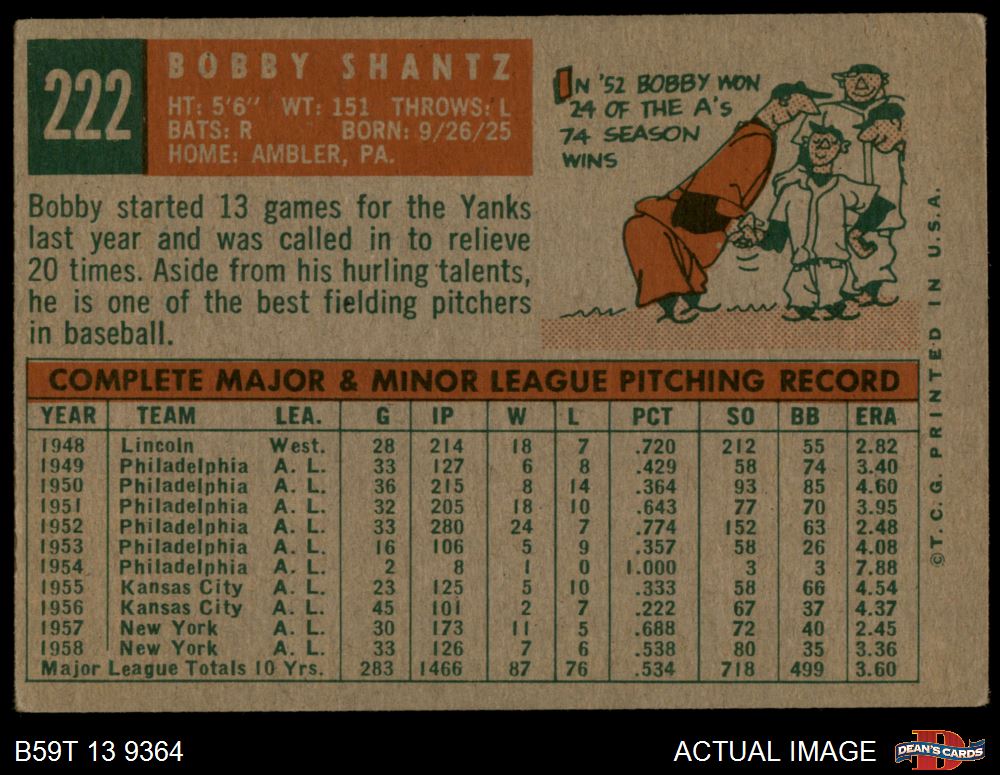 222
BOBBY SHANTZ
HT: 5'6" WT: 151 THROWS: L
BATS: R BORN: 9/26/25
HOME: AMBLER, PA.
IN '52 BOBBY WON
24 OF THE A's
74 SEASON
WINS
Bobby started 13 games for the Yanks
last year and was called in to relieve
20 times. Aside from his hurling talents,
he is one of the best fielding pitchers
in baseball.
COMPLETE MAJOR & MINOR LEAGUE PITCHING RECORD
YEAR TEAM LEA. G IP W L PCT SO BB ERA
1948 Lincoln West. 28 214 18 7 .720 212 55 2.82
1949 Philadelphia A. L. 33 127 6 8 .429 58 74 3.40
1950 Philadelphia A. L. 36 215 8 14 .364 93 85 4.60
1951 Philadelphia A. L. 32 205 18 10 .643 77 70 3.95
1952 Philadelphia A. L. 33 280 24 7 .774 152 63 2.48
1953 Philadelphia A. L. 16 106 5 9 .357 58 26 4.08
1954 Philadelphia A. L. 2 8 1 0 1.000 3 3 7.88
1955 Kansas City A. L. 23 125 5 10 .333 58 66 4.54
1956 Kansas City A. L. 45 101 2 7 .222 67 37 4.37
1957 New York A. L. 30 173 11 5 .688 72 40 2.45
1958 New York A. L. 33 126 7 6 .538 80 35 3.36
Major League Totals 10 Yrs. 283 1466 87 76 .534 718 499 3.60
©T.C.G. PRINTED IN U.S.A.
B59T 13 9364
ACTUAL IMAGE
D
DEAN'S CARDS